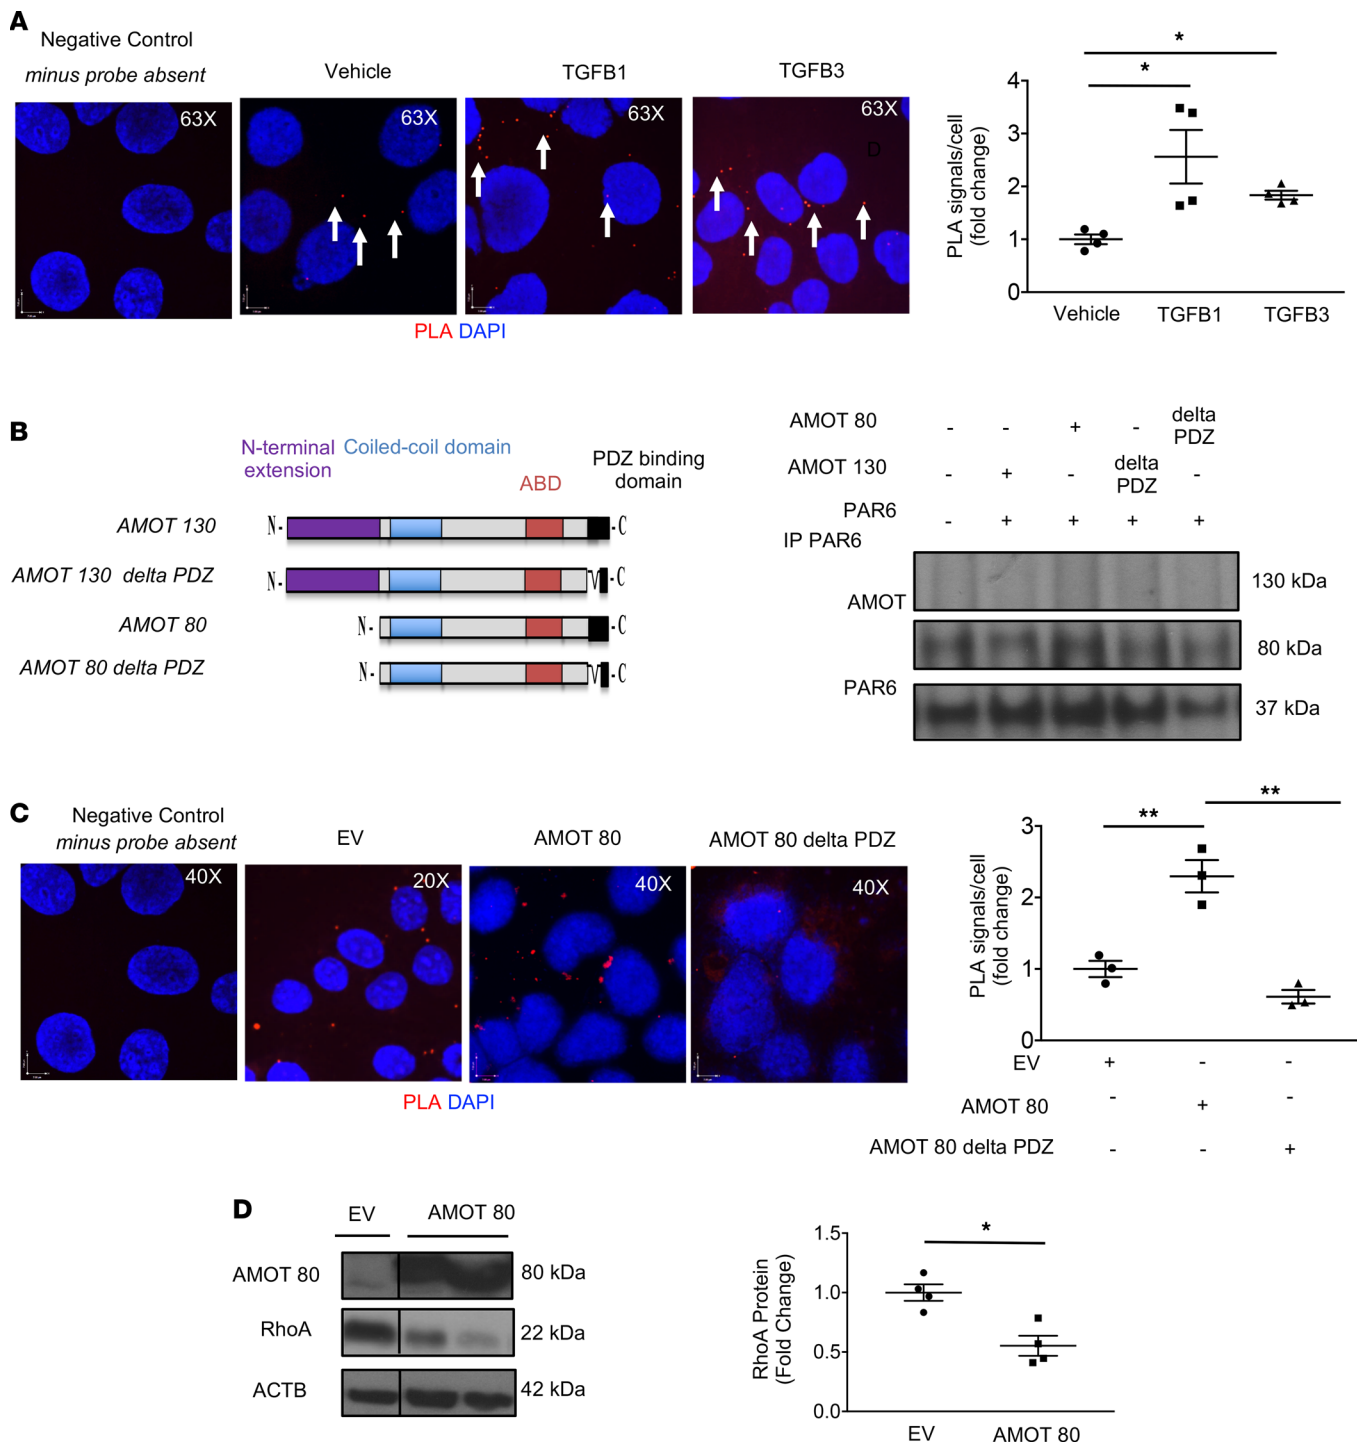 A
Negative Control
minus probe absent
Vehicle
TGFB1
TGFB3
63X
63X
63X
63X
D
PLA DAPI
PLA signals/cell
(fold change)
4
3
2
1
0
*
*
Vehicle
TGFB1
TGFB3
B
N-terminal
extension
Coiled-coil domain
ABD
PDZ binding
domain
AMOT 130
N-
-C
AMOT 130 delta PDZ
N-
-C
AMOT 80
N-
-C
AMOT 80 delta PDZ
N-
-C
AMOT 80
- - + - delta PDZ
AMOT 130
- + - delta PDZ -
PAR6
- + + + +
IP PAR6
AMOT
130 kDa
80 kDa
PAR6
37 kDa
C
Negative Control
minus probe absent
EV
AMOT 80
AMOT 80 delta PDZ
40X
20X
40X
40X
PLA DAPI
PLA signals/cell
(fold change)
3
2
1
0
**
**
EV + - -
AMOT 80 - + -
AMOT 80 delta PDZ - - +
D
EV
AMOT 80
AMOT 80
80 kDa
RhoA
22 kDa
ACTB
42 kDa
RhoA Protein
(Fold Change)
1.5
1.0
0.5
0.0
*
EV
AMOT 80